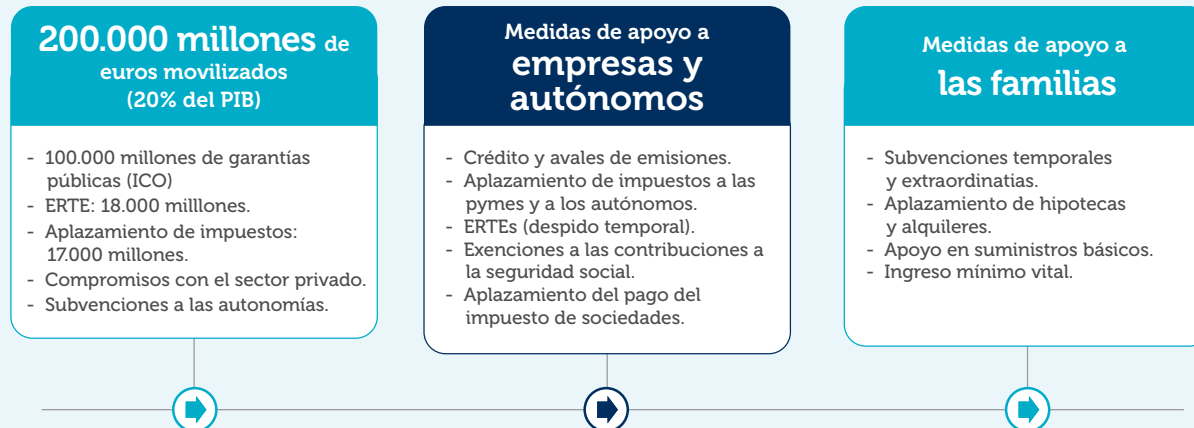 200.000 millones de
euros movilizados
(20% del PIB)
- 100.000 millones de garantías
públicas (ICO)
- ERTE: 18.000 milllones.
- Aplazamiento de impuestos:
17.000 millones.
- Compromisos con el sector privado.
- Subvenciones a las autonomías.
Medidas de apoyo a
empresas y
autónomos
- Crédito y avales de emisiones.
- Aplazamiento de impuestos a las
pymes y a los autónomos.
- ERTEs (despido temporal).
- Exenciones a las contribuciones a
la seguridad social.
- Aplazamiento del pago del
impuesto de sociedades.
Medidas de apoyo a
las familias
- Subvenciones temporales
y extraordinatias.
- Aplazamiento de hipotecas
y alquileres.
- Apoyo en suministros básicos.
- Ingreso mínimo vital.